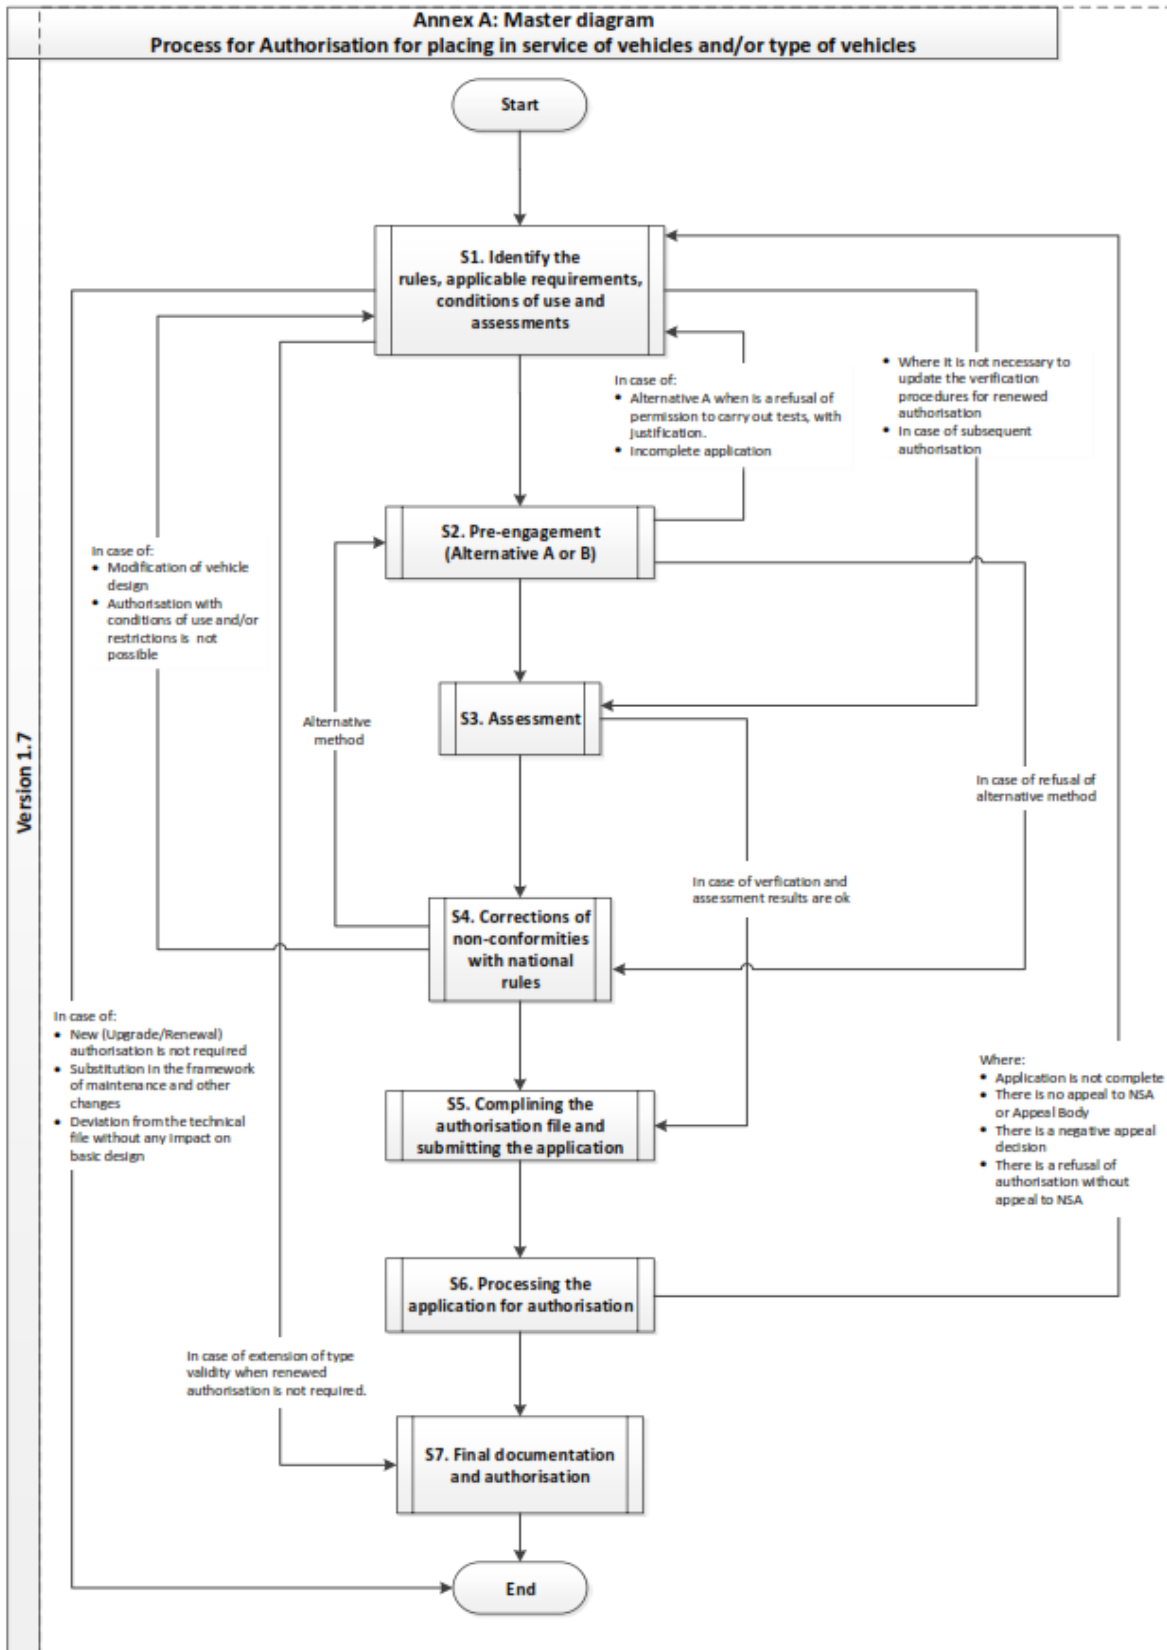 Annex A: Master diagram
Process for Authorisation for placing in service of vehicles and/or type of vehicles
Version 1.7
Start
S1. Identify the
rules, applicable requirements,
conditions of use and
assessments
In case of:
• Alternative A when is a refusal of
permission to carry out tests, with
justification.
• Incomplete application
• Where it is not necessary to
update the verification
procedures for renewed
authorisation
• In case of subsequent
authorisation
S2. Pre-engagement
(Alternative A or B)
In case of:
• Modification of vehicle
design
• Authorisation with
conditions of use and/or
restrictions is not
possible
S3. Assessment
Alternative
method
In case of refusal of
alternative method
In case of verfication and
assessment results are ok
S4. Corrections of
non-conformities
with national
rules
In case of:
• New (Upgrade/Renewal)
authorisation is not required
• Substitution in the framework
of maintenance and other
changes
• Deviation from the technical
file without any impact on
basic design
Where:
• Application is not complete
• There is no appeal to NSA
or Appeal Body
• There is a negative appeal
decision
• There is a refusal of
authorisation without
appeal to NSA
S5. Complining the
authorisation file and
submitting the application
S6. Processing the
application for authorisation
In case of extension of type
validity when renewed
authorisation is not required.
S7. Final documentation
and authorisation
End